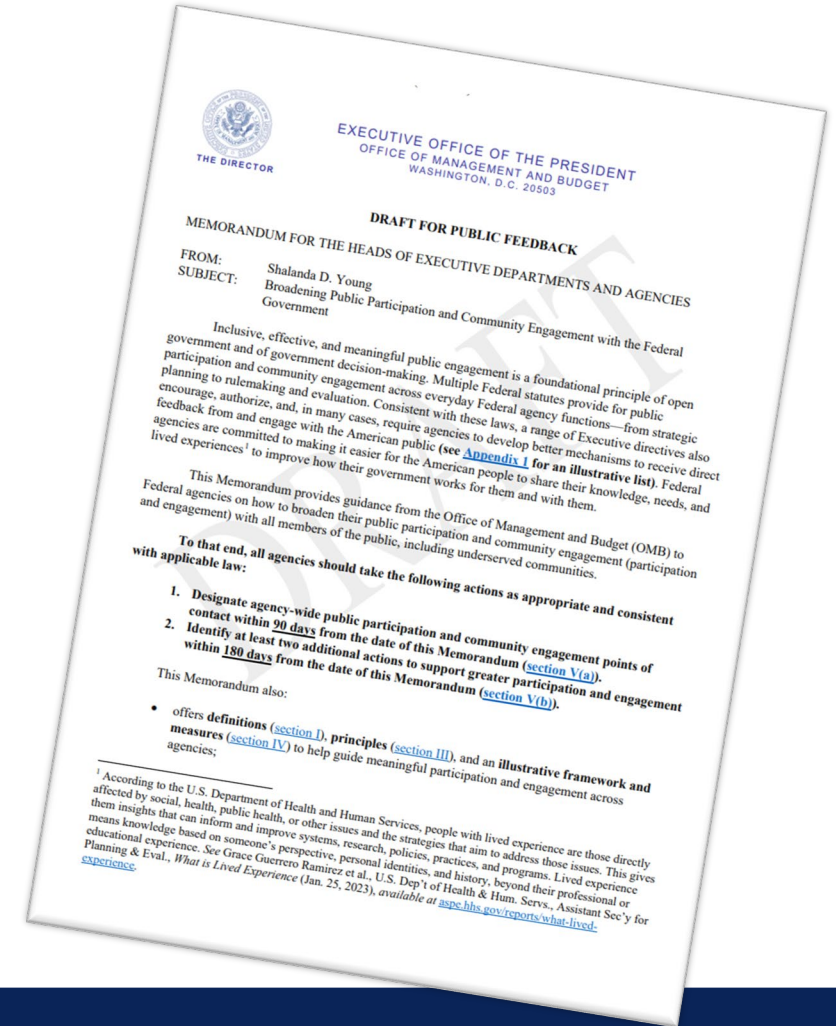 THE DIRECTOR
EXECUTIVE OFFICE OF THE PRESIDENT
OFFICE OF MANAGEMENT AND BUDGET
WASHINGTON, D.C. 20503
DRAFT FOR PUBLIC FEEDBACK
MEMORANDUM FOR THE HEADS OF EXECUTIVE DEPARTMENTS AND AGENCIES
FROM: Shalanda D. Young
SUBJECT: Broadening Public Participation and Community Engagement with the Federal
Government
Inclusive, effective, and meaningful public engagement is a foundational principle of open
government and of government decision-making. Multiple Federal statutes provide for public
participation and community engagement across everyday Federal agency functions—from strategic
planning to rulemaking and evaluation. Consistent with these laws, a range of Executive directives also
encourage, authorize, and, in many cases, require agencies to develop better mechanisms to receive direct
feedback from and engage with the American public (see Appendix 1 for an illustrative list). Federal
agencies are committed to making it easier for the American people to share their knowledge, needs, and
lived experiences1 to improve how their government works for them and with them.
This Memorandum provides guidance from the Office of Management and Budget (OMB) to
Federal agencies on how to broaden their public participation and community engagement (participation
and engagement) with all members of the public, including underserved communities.
To that end, all agencies should take the following actions as appropriate and consistent
with applicable law:
1. Designate agency-wide public participation and community engagement points of
contact within 90 days from the date of this Memorandum (section V(a)).
2. Identify at least two additional actions to support greater participation and engagement
within 180 days from the date of this Memorandum (section V(b)).
This Memorandum also:
• offers definitions (section I), principles (section III), and an illustrative framework and
measures (section IV) to help guide meaningful participation and engagement across
agencies;
1 According to the U.S. Department of Health and Human Services, people with lived experience are those directly
affected by social, health, public health, or other issues and the strategies that aim to address those issues. This gives
them insights that can inform and improve systems, research, policies, practices, and programs. Lived experience
means knowledge based on someone's perspective, personal identities, and history, beyond their professional or
educational experience. See Grace Guerrero Ramirez et al., U.S. Dep't of Health & Hum. Servs., Assistant Sec'y for
Planning & Eval., What is Lived Experience (Jan. 25, 2023), available at aspe.hhs.gov/reports/what-lived-
experience.
DRAFT